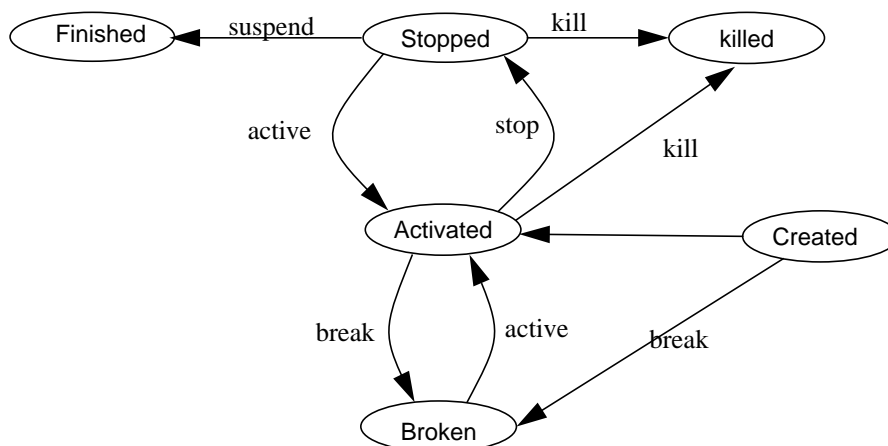 Finished
suspend
Stopped
kill
killed
active
stop
kill
Activated
Created
break
active
break
Broken